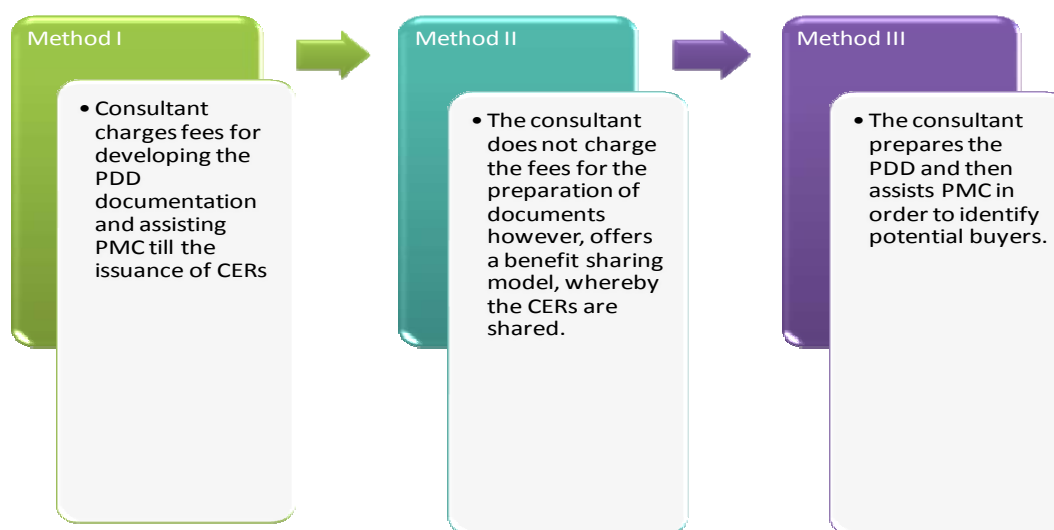 Method I
• Consultant
charges fees for
developing the
PDD
documentation
and assisting
PMC till the
issuance of CERs
Method II
• The consultant
does not charge
the fees for the
preparation of
documents
however, offers
a benefit sharing
model, whereby
the CERs are
shared.
Method III
• The consultant
prepares the
PDD and then
assists PMC in
order to identify
potential buyers.